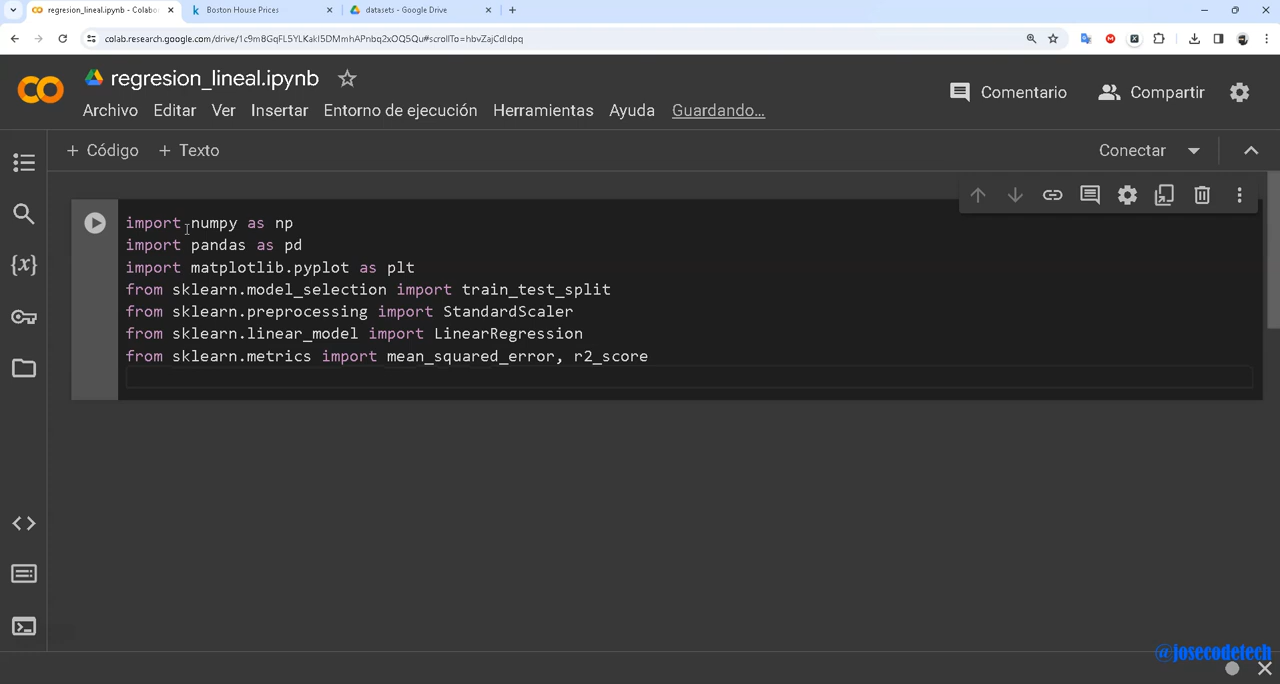 regresion_lineal.ipynb - Colabo
Boston House Prices
datasets - Google Drive
colab.research.google.com/drive/1c9m8GqFL5YLKakI5DMmhAPnbq2xOQ5Qu#scrollTo=hbvZajCdIdpq
regresion_lineal.ipynb
Archivo Editar Ver Insertar Entorno de ejecución Herramientas Ayuda Guardando...
Comentario Compartir
+ Código + Texto
Conectar
import numpy as np
import pandas as pd
import matplotlib.pyplot as plt
from sklearn.model_selection import train_test_split
from sklearn.preprocessing import StandardScaler
from sklearn.linear_model import LinearRegression
from sklearn.metrics import mean_squared_error, r2_score
@josecodetech